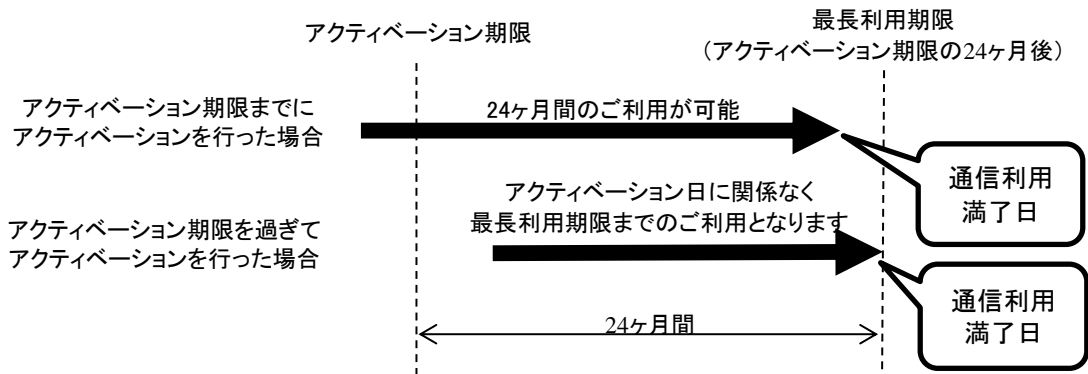 アクティベーション期限
最長利用期限
（アクティベーション期限の24ヶ月後）
アクティベーション期限までに
アクティベーションを行った場合
24ヶ月間のご利用が可能
通信利用
満了日
アクティベーション期限を過ぎて
アクティベーションを行った場合
アクティベーション日に関係なく
最長利用期限までのご利用となります
通信利用
満了日
24ヶ月間